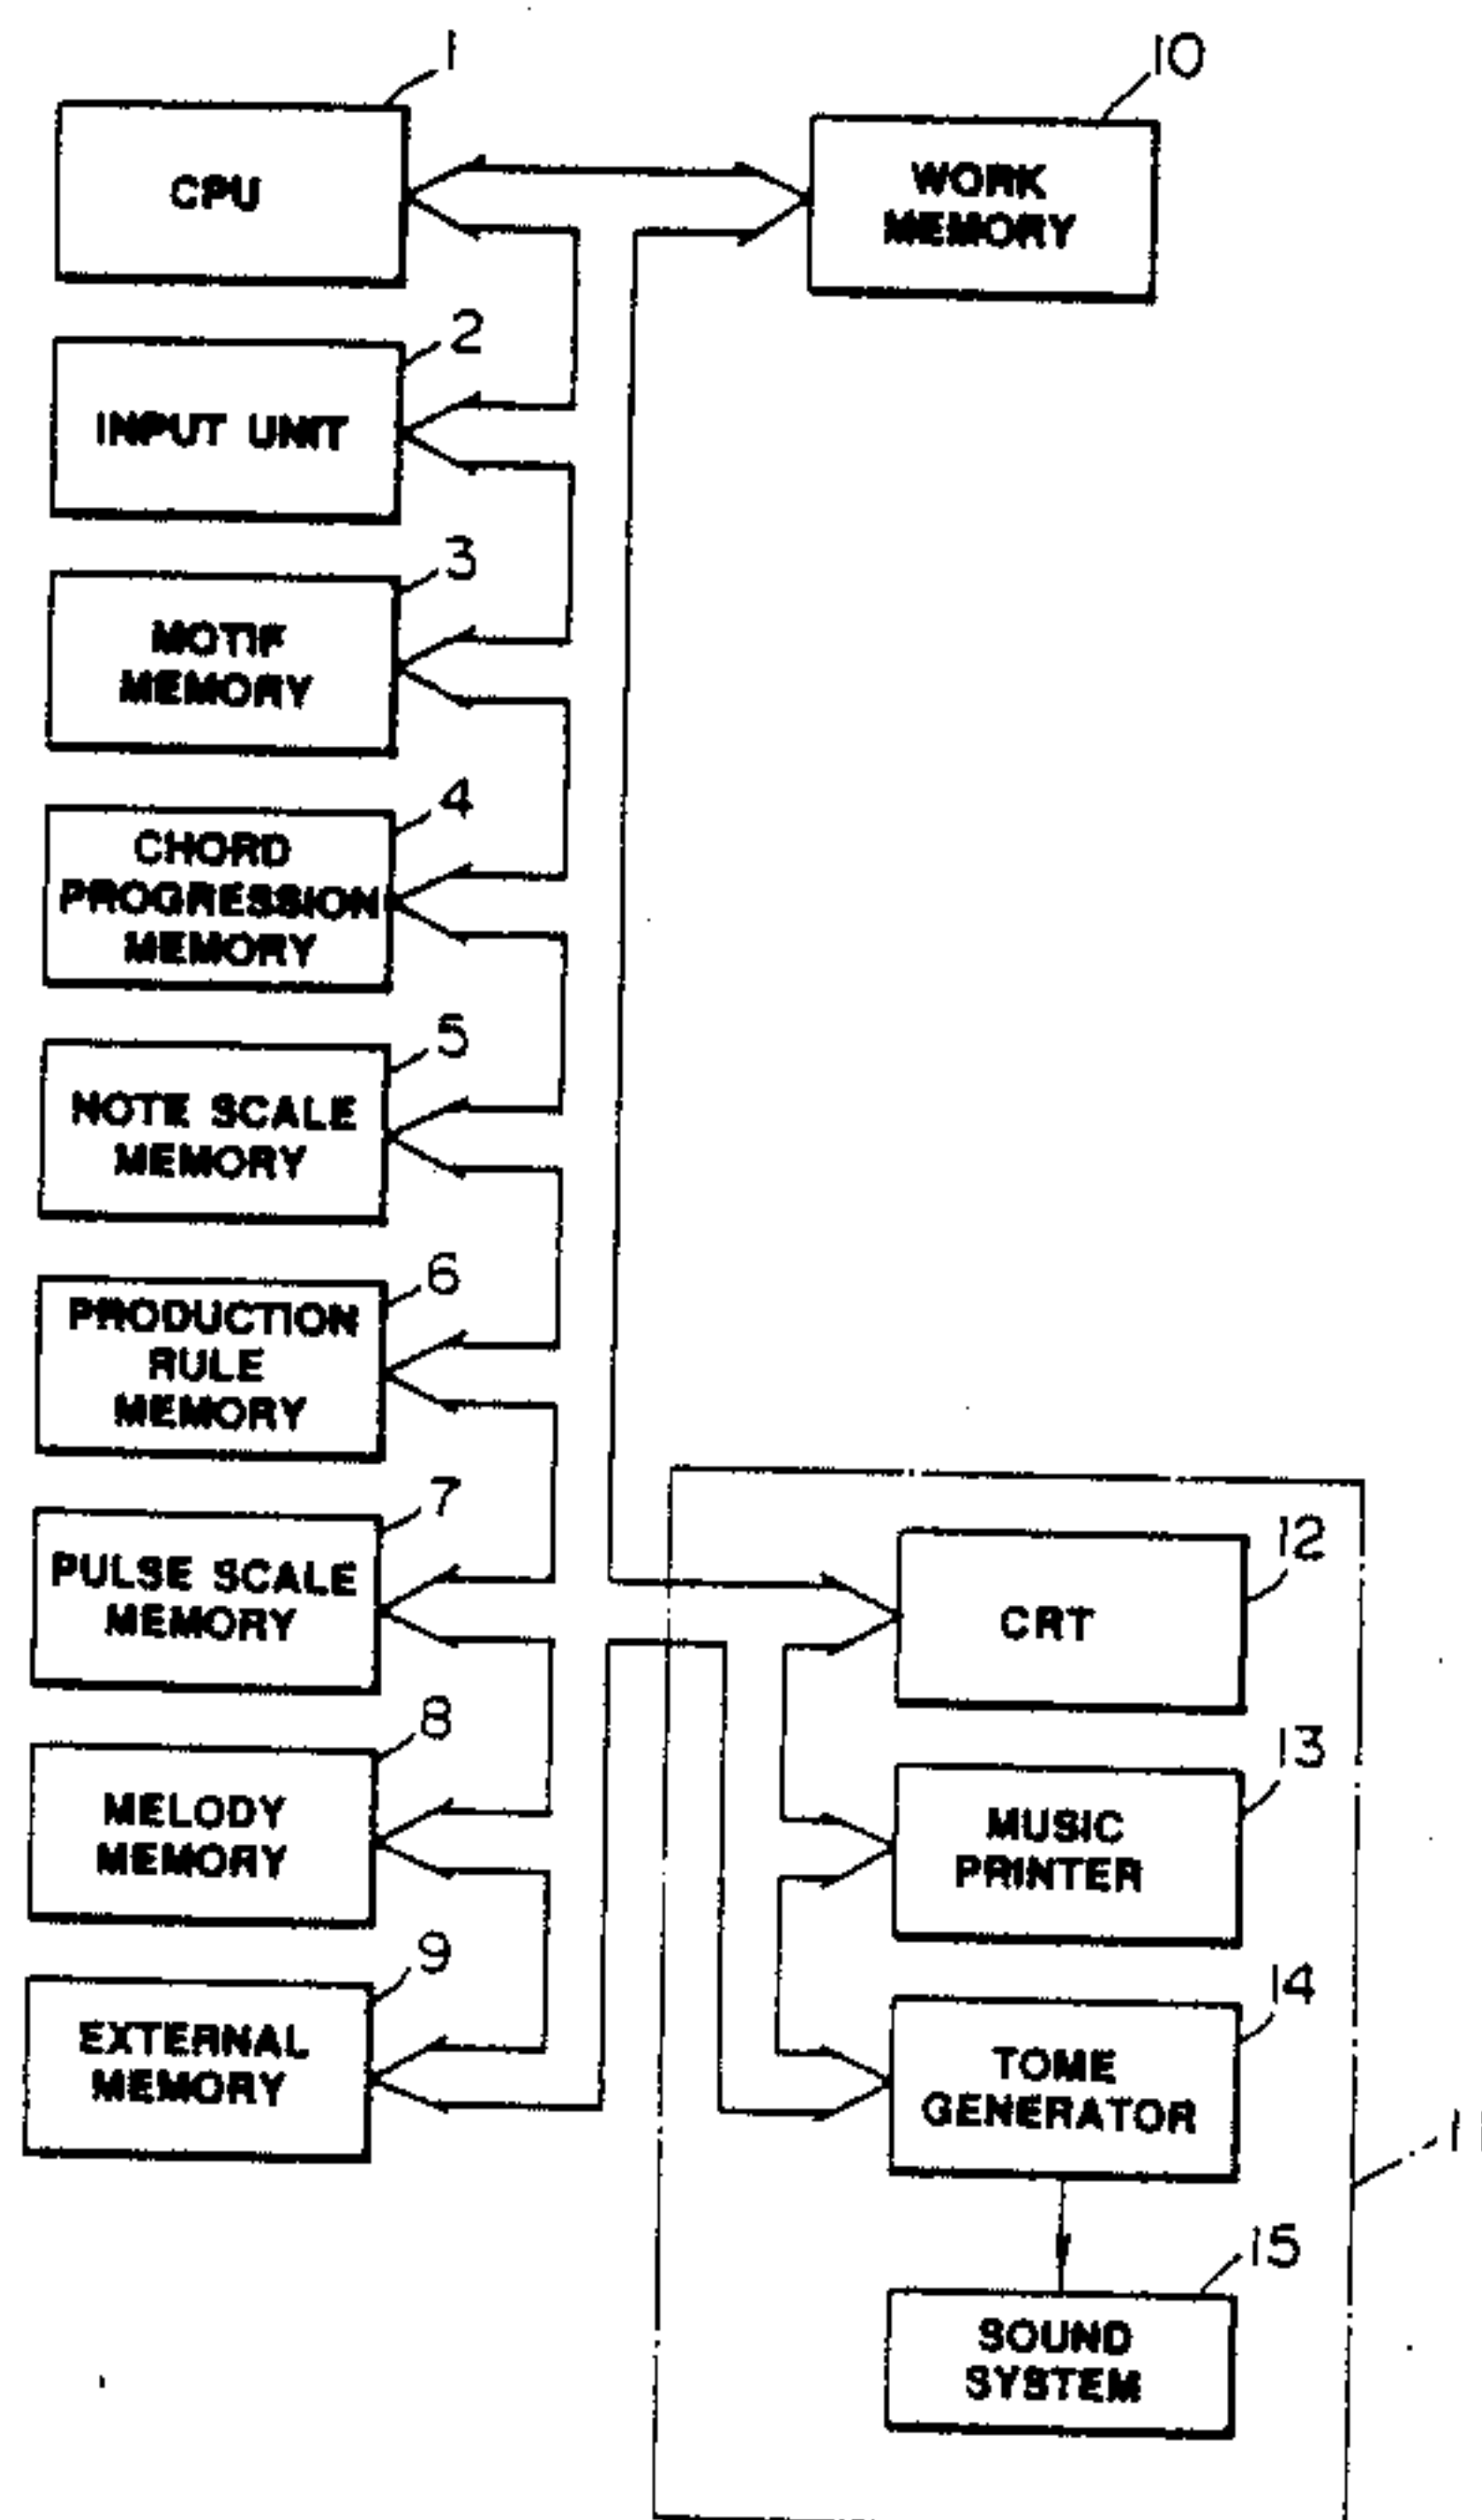 1
CPU
10
WORK
MEMORY
2
INPUT UNIT
3
MOTIF
MEMORY
4
CHORD
PROGRESSION
MEMORY
5
NOTE SCALE
MEMORY
6
PRODUCTION
RULE
MEMORY
7
PULSE SCALE
MEMORY
8
MELODY
MEMORY
9
EXTERNAL
MEMORY
12
CRT
13
MUSIC
PRINTER
14
TOME
GENERATOR
11
15
SOUND
SYSTEM